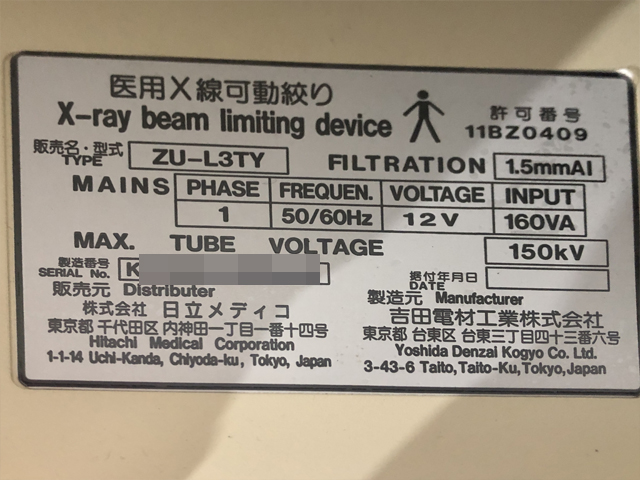 医用X線可動絞り
X-ray beam limiting device
許可番号
11BZ0409
販売名・型式
TYPE
ZU-L3TY
FILTRATION
1.5mmAl
MAINS
PHASE
FREQUEN.
VOLTAGE
INPUT
1
50/60Hz
12V
160VA
MAX. TUBE VOLTAGE
150kV
製造番号
SERIAL No.
K
据付年月日
DATE
販売元 Distributer
株式会社 日立メディコ
東京都 千代田区 内神田一丁目一番十四号
Hitachi Medical Corporation
1-1-14 Uchi-Kanda, Chiyoda-ku, Tokyo, Japan
製造元 Manufacturer
吉田電材工業株式会社
東京都 台東区 台東三丁目四十三番六号
Yoshida Denzai Kogyo Co. Ltd.
3-43-6 Taito,Taito-Ku,Tokyo,Japan